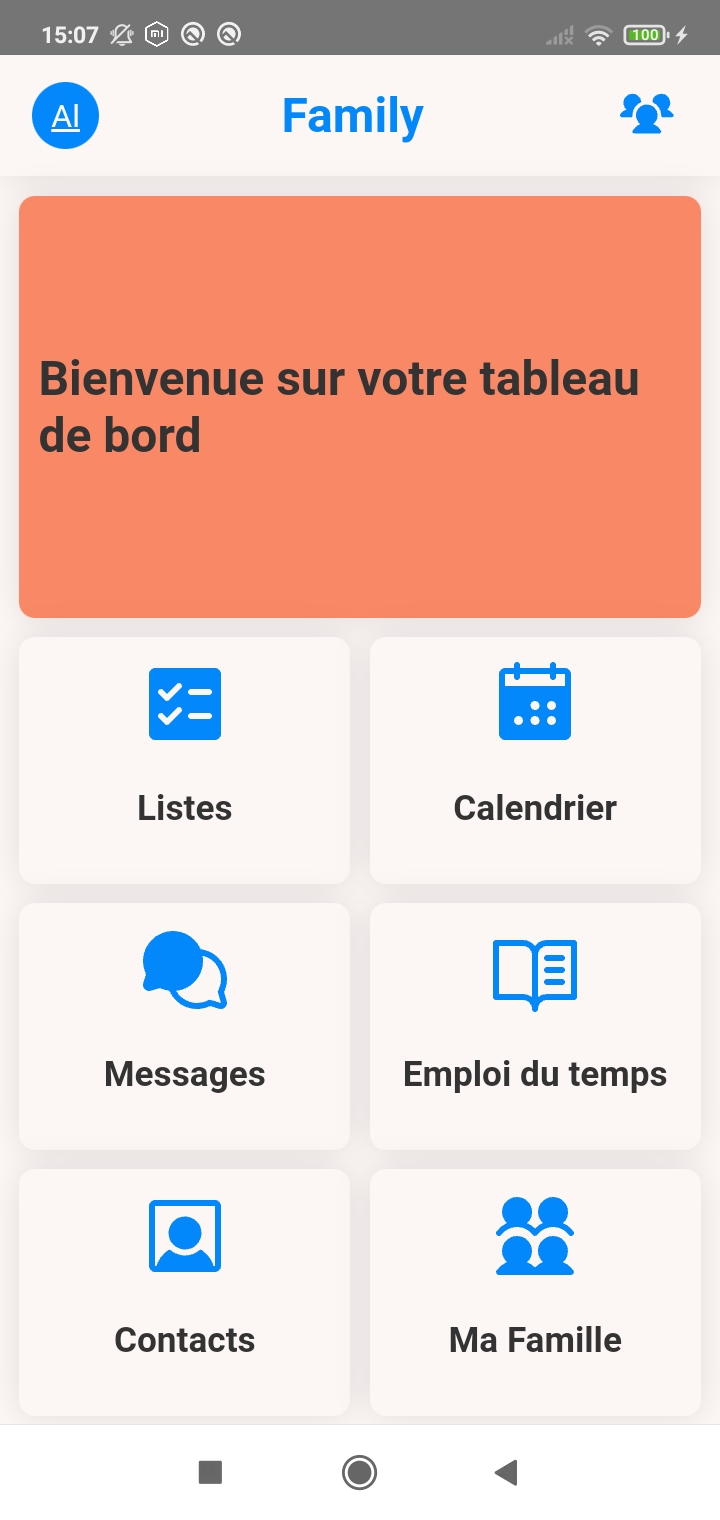 15:07
100
Al
Family
Bienvenue sur votre tableau
de bord
Listes
Calendrier
Messages
Emploi du temps
Contacts
Ma Famille